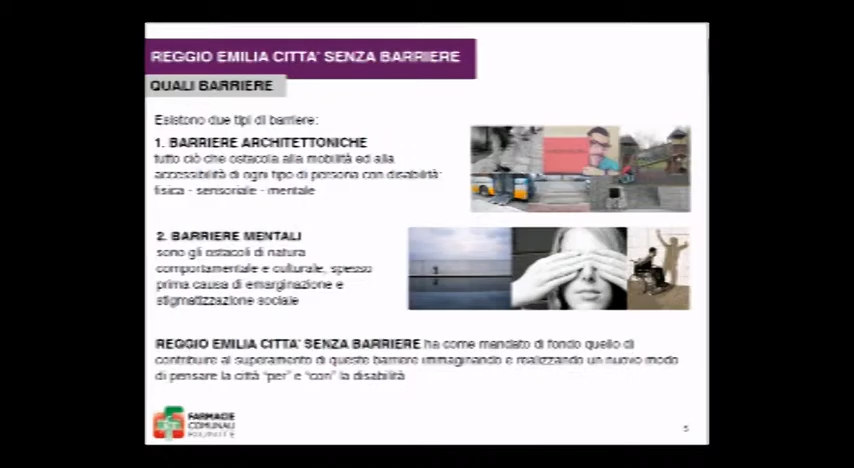 REGGIO EMILIA CITTA' SENZA BARRIERE
QUALI BARRIERE
Esistono due tipi di barriere:
1. BARRIERE ARCHITETTONICHE
tutto ciò che ostacola alla mobilità ed alla
accessibilità di ogni tipo di persona con disabilità:
fisica - sensoriale - mentale
2. BARRIERE MENTALI
sono gli ostacoli di natura
comportamentale e culturale, spesso
prima causa di emarginazione e
stigmatizzazione sociale
REGGIO EMILIA CITTA' SENZA BARRIERE ha come mandato di fondo quello di
contribuire al superamento di queste barriere immaginando e realizzando un nuovo modo
di pensare la città "per" e "con" la disabilità
FARMACIE
COMUNALI
RIUNITE
5